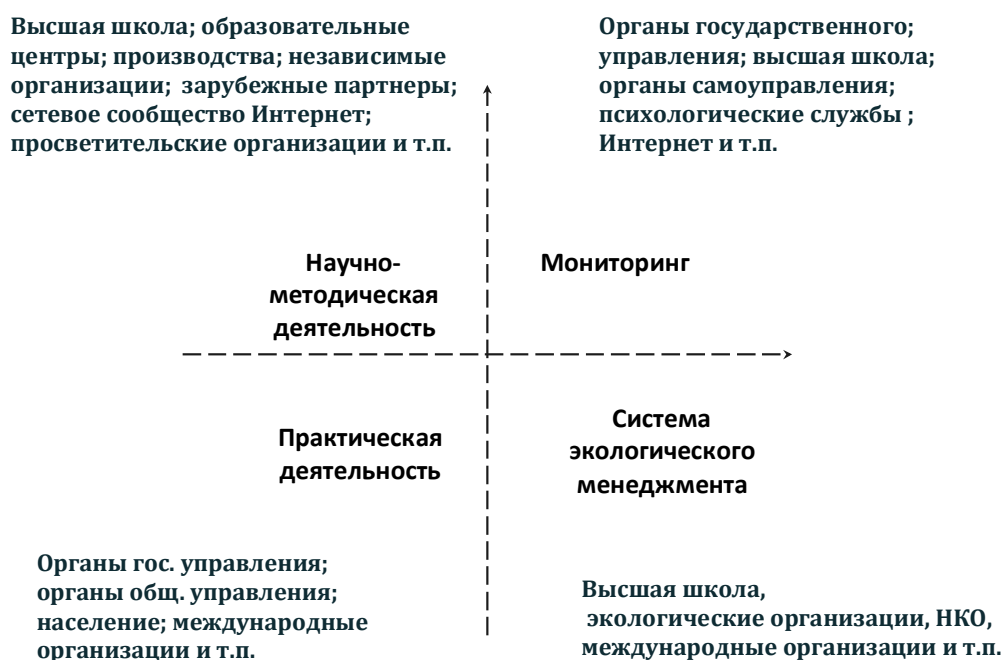 Высшая школа; образовательные
центры; производства; независимые
организации;  зарубежные партнеры;
сетевое сообщество Интернет;
просветительские организации и т.п.
Органы государственного;
управления; высшая школа;
органы самоуправления;
психологические службы ;
Интернет и т.п.
Научно-
методическая
деятельность
Мониторинг
Практическая
деятельность
Система
экологического
менеджмента
Органы гос. управления;
органы общ. управления;
население; международные
организации и т.п.
Высшая школа,
экологические организации, НКО,
международные организации и т.п.